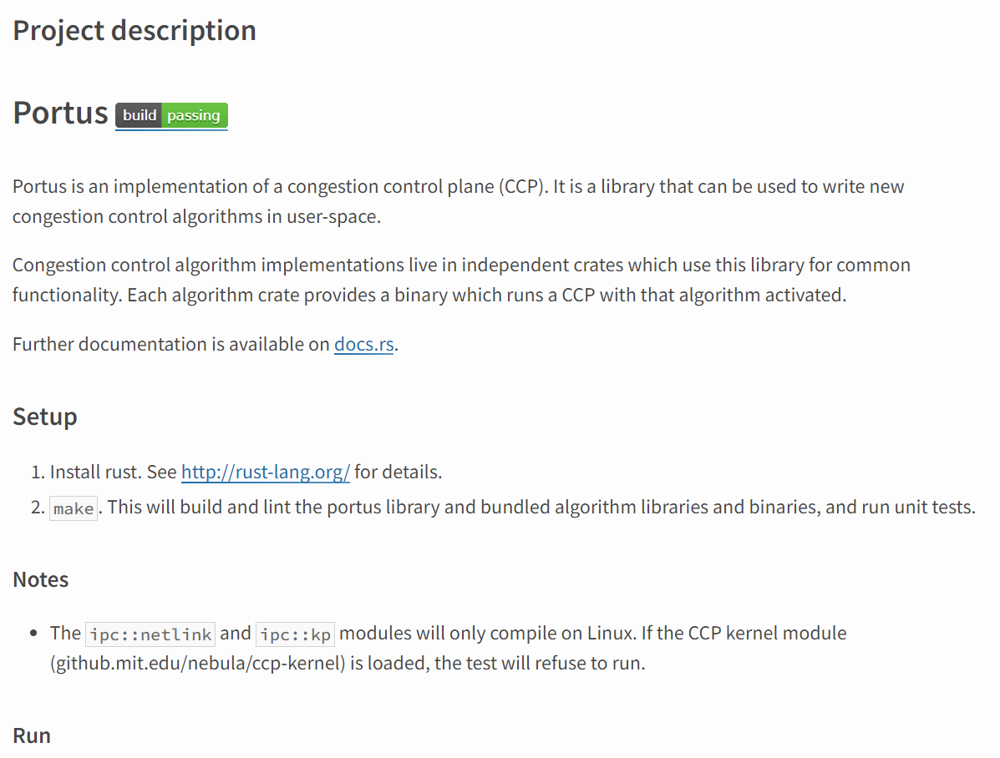 Project description
Portus build passing
Portus is an implementation of a congestion control plane (CCP). It is a library that can be used to write new
congestion control algorithms in user-space.
Congestion control algorithm implementations live in independent crates which use this library for common
functionality. Each algorithm crate provides a binary which runs a CCP with that algorithm activated.
Further documentation is available on docs.rs.
Setup
1. Install rust. See http://rust-lang.org/ for details.
2. make. This will build and lint the portus library and bundled algorithm libraries and binaries, and run unit tests.
Notes
• The ipc::netlink and ipc::kp modules will only compile on Linux. If the CCP kernel module
(github.mit.edu/nebula/ccp-kernel) is loaded, the test will refuse to run.
Run